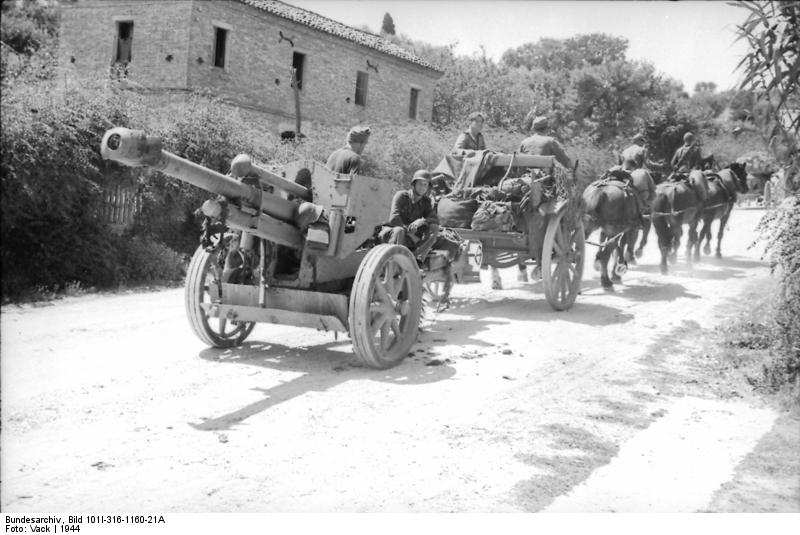 Bundesarchiv, Bild 101I-316-1160-21A
Foto: Vack | 1944